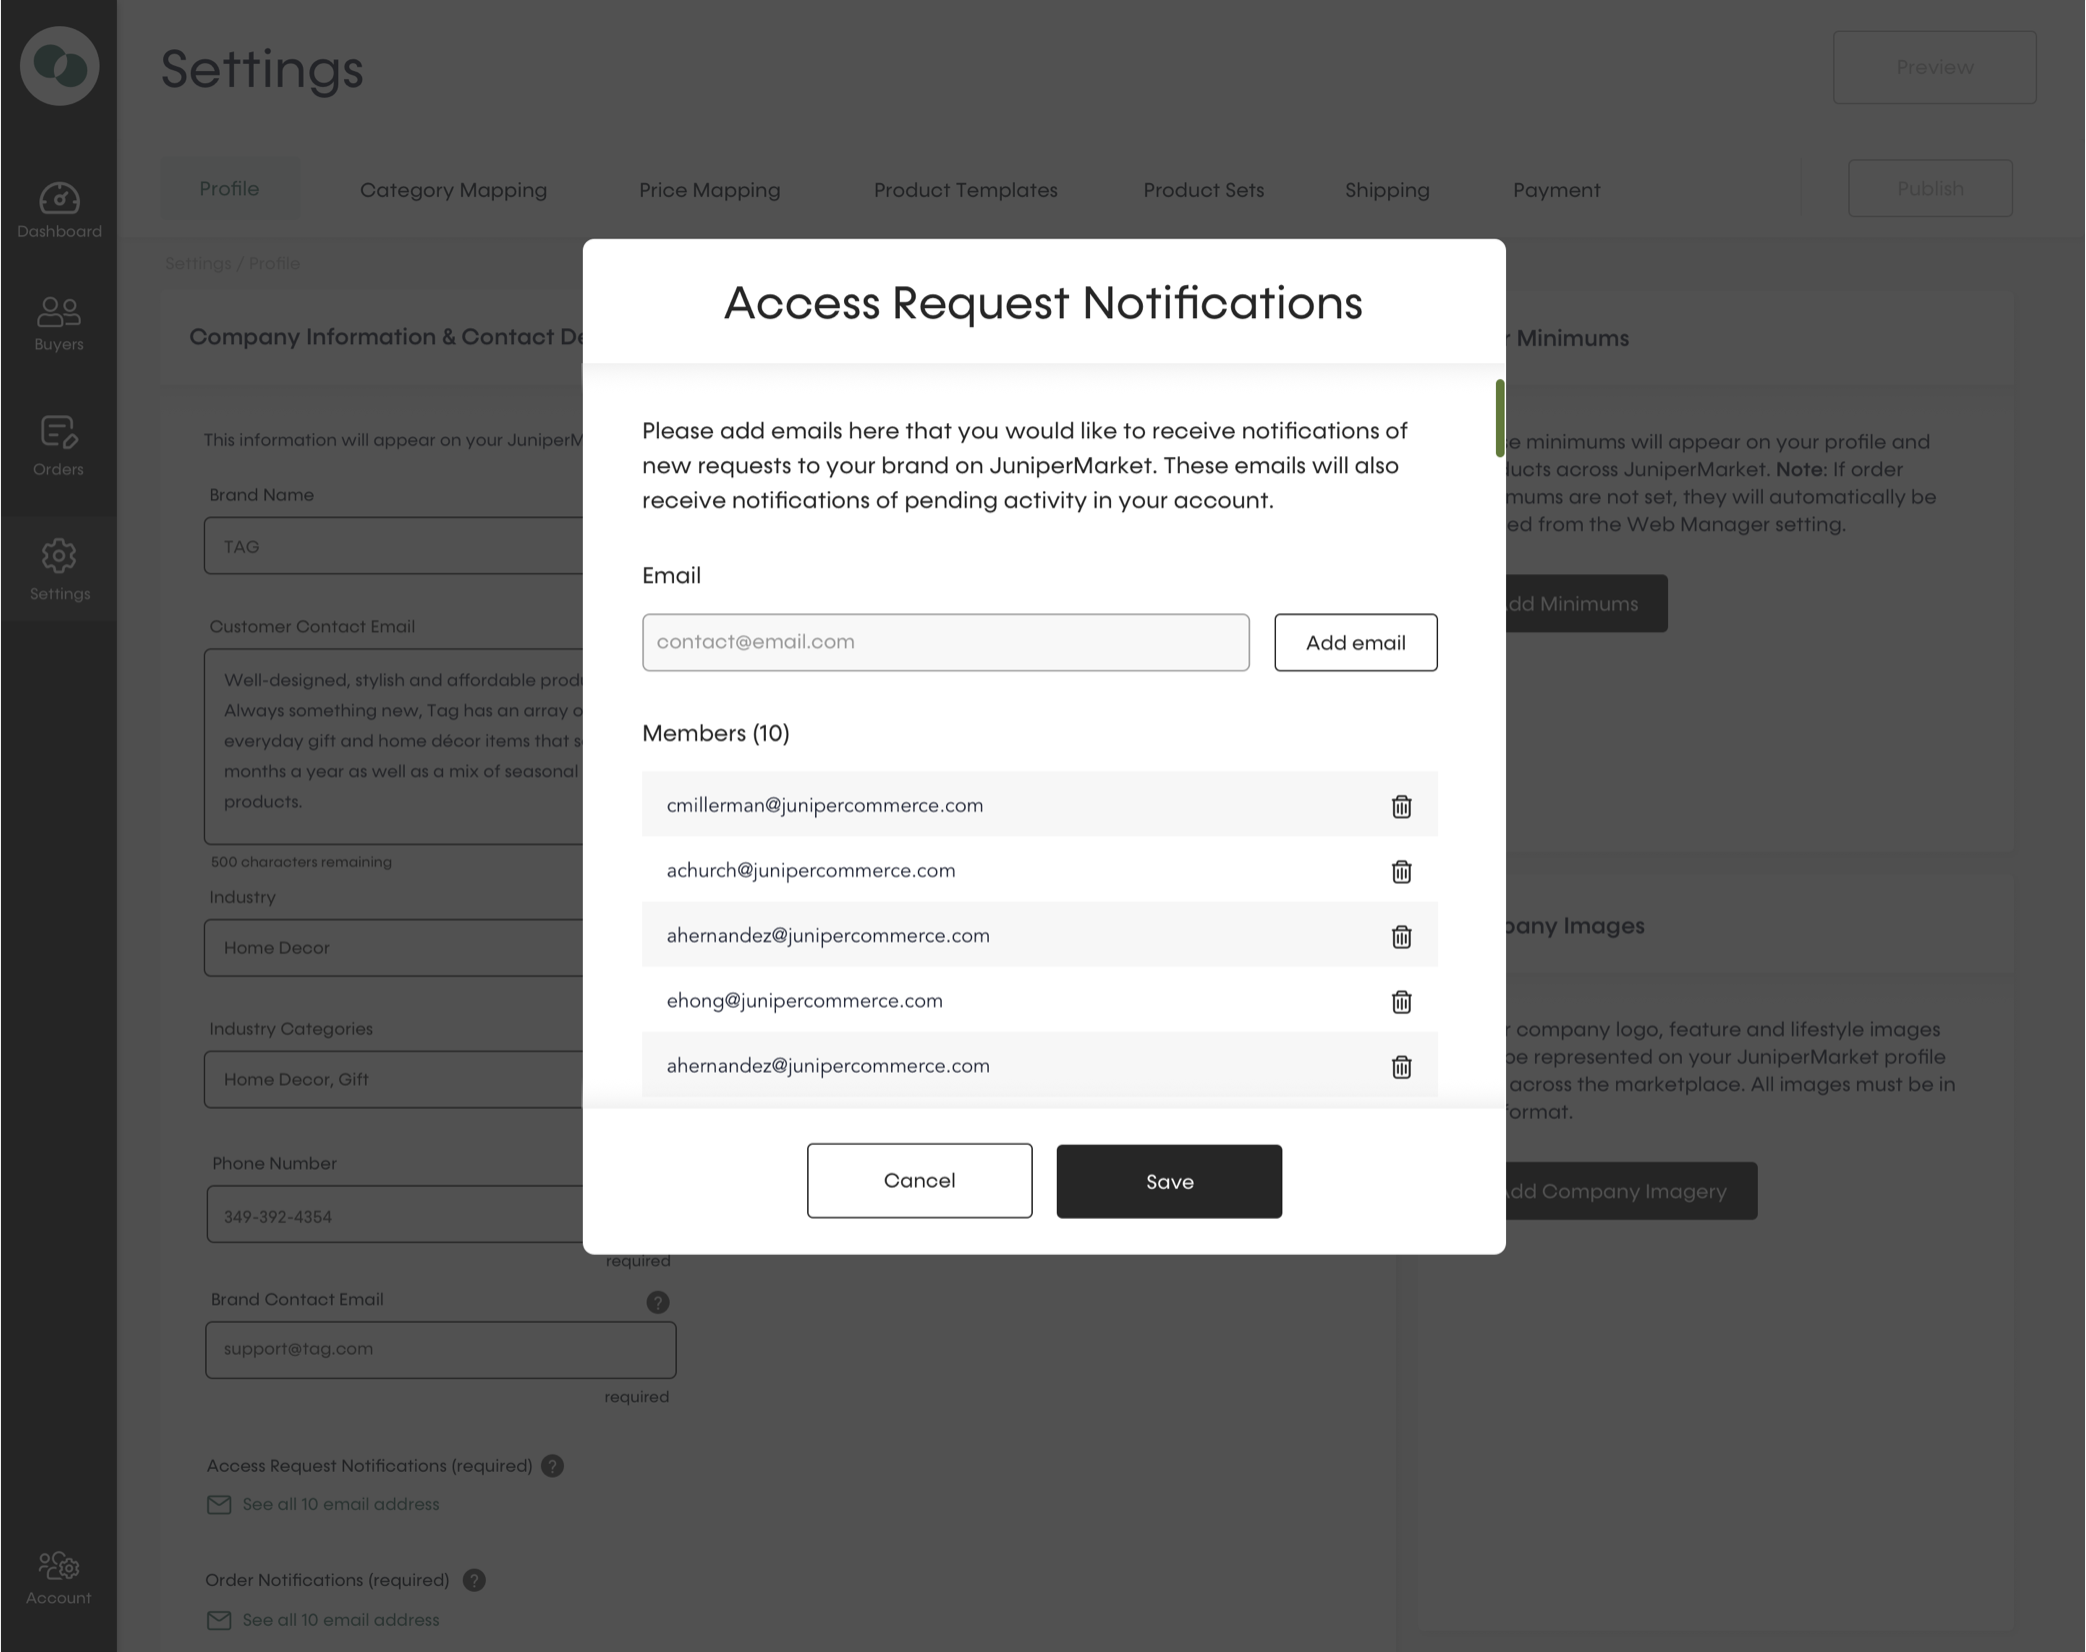 Settings
Preview
Profile
Category Mapping
Price Mapping
Product Templates
Product Sets
Shipping
Payment
Publish
Dashboard
Buyers
Orders
Settings
Account
Settings / Profile
Company Information & Contact De
This information will appear on your JuniperM
Brand Name
TAG
Customer Contact Email
Well-designed, stylish and affordable prod
Always something new, Tag has an array o
everyday gift and home décor items that s
months a year as well as a mix of seasonal
products.
500 characters remaining
Industry
Home Decor
Industry Categories
Home Decor, Gift
Phone Number
349-392-4354
required
Brand Contact Email
?
support@tag.com
required
Access Request Notifications (required) ?
See all 10 email address
Order Notifications (required) ?
See all 10 email address
Access Request Notifications
Please add emails here that you would like to receive notifications of
new requests to your brand on JuniperMarket. These emails will also
receive notifications of pending activity in your account.
Email
contact@email.com
Add email
Members (10)
cmillerman@junipercommerce.com
achurch@junipercommerce.com
ahernandez@junipercommerce.com
ehong@junipercommerce.com
ahernandez@junipercommerce.com
Cancel
Save
Minimums
e minimums will appear on your profile and
ucts across JuniperMarket. Note: If order
mums are not set, they will automatically be
ed from the Web Manager setting.
dd Minimums
pany Images
company logo, feature and lifestyle images
be represented on your JuniperMarket profile
across the marketplace. All images must be in
ormat.
dd Company Imagery